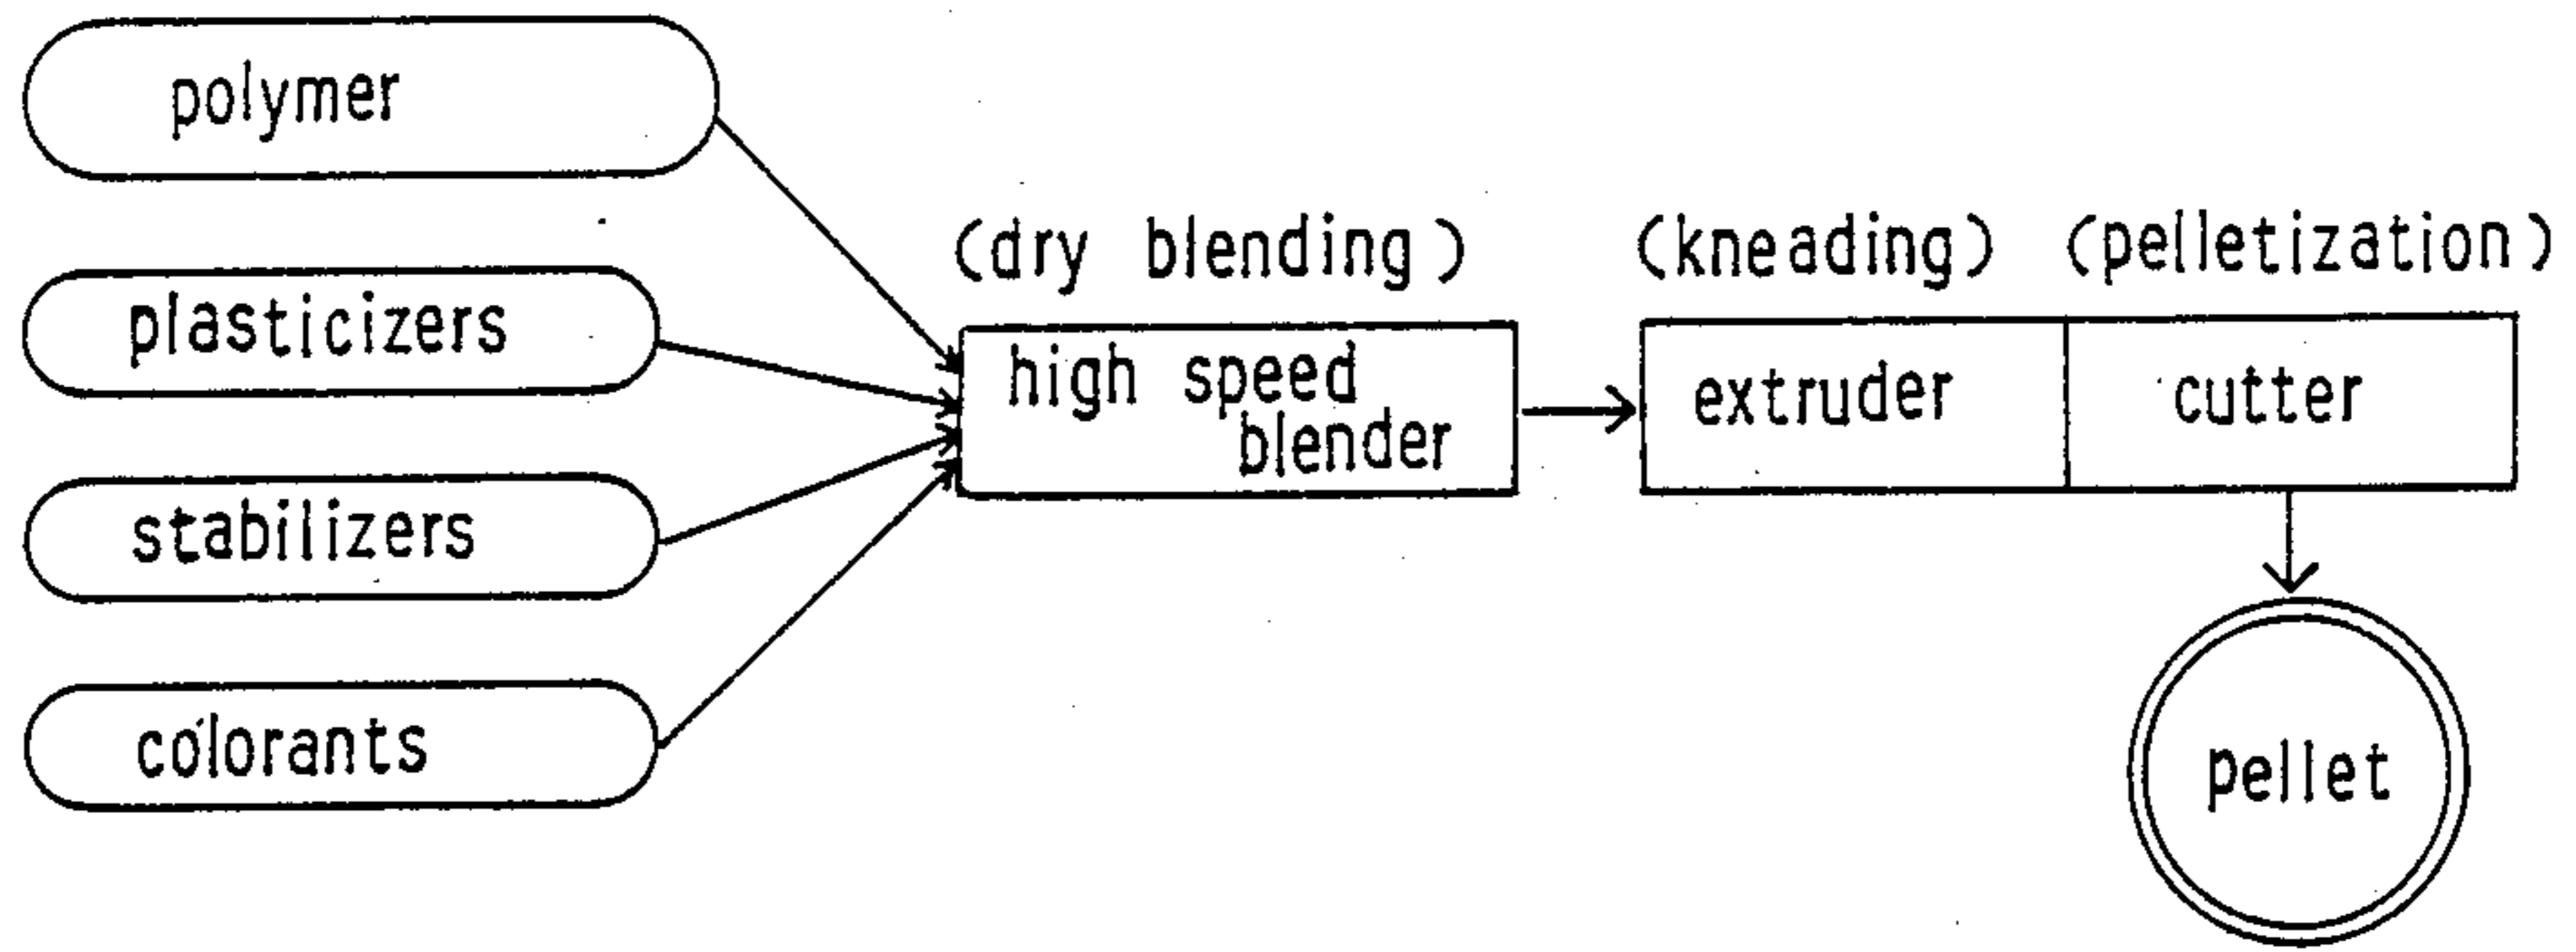 polymer
plasticizers
stabilizers
colorants
(dry blending)
high speed
blender
(kneading) (pelletization)
extruder cutter
pellet